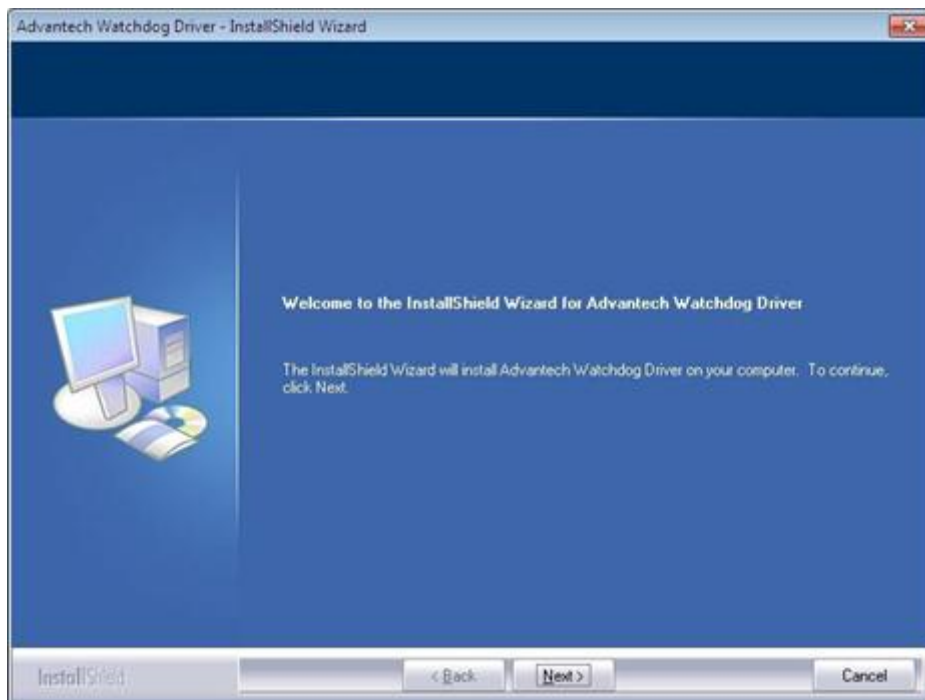 Advantech Watchdog Driver - InstallShield Wizard
Welcome to the InstallShield Wizard for Advantech Watchdog Driver
The InstallShield Wizard will install Advantech Watchdog Driver on your computer. To continue,
click Next.
InstallShield
< Back
Next >
Cancel